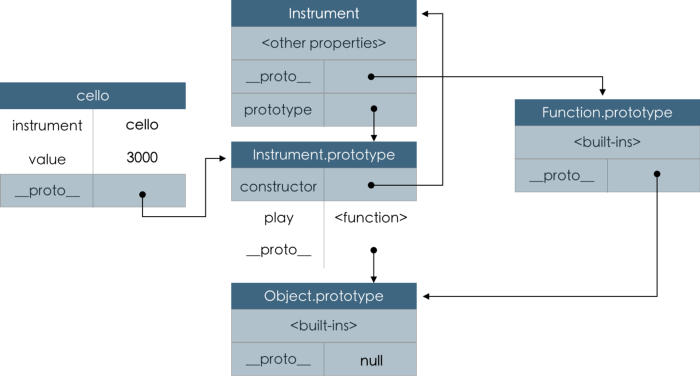 Instrument
<other properties>
__proto__
prototype
cello
instrument cello
value 3000
__proto__
Instrument.prototype
constructor
play <function>
__proto__
Function.prototype
<built-ins>
__proto__
Object.prototype
<built-ins>
__proto__ null